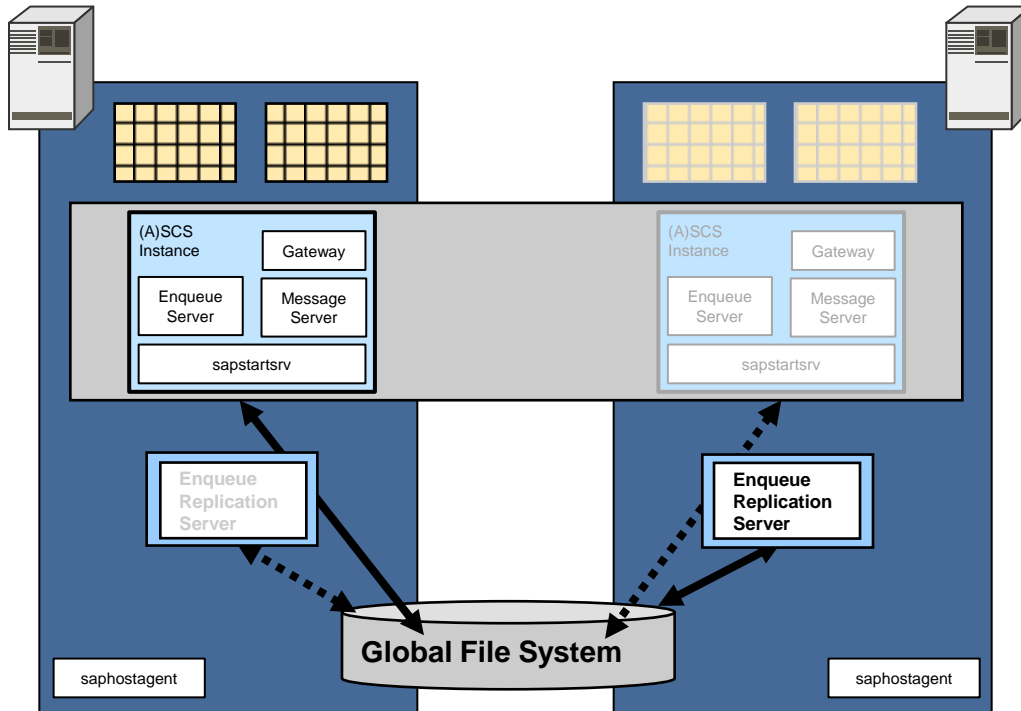 (A)SCS
Instance
Gateway
Enqueue
Server
Message
Server
sapstartsrv
(A)SCS
Instance
Gateway
Enqueue
Server
Message
Server
sapstartsrv
Enqueue
Replication
Server
Enqueue
Replication
Server
Global File System
saphostagent
saphostagent